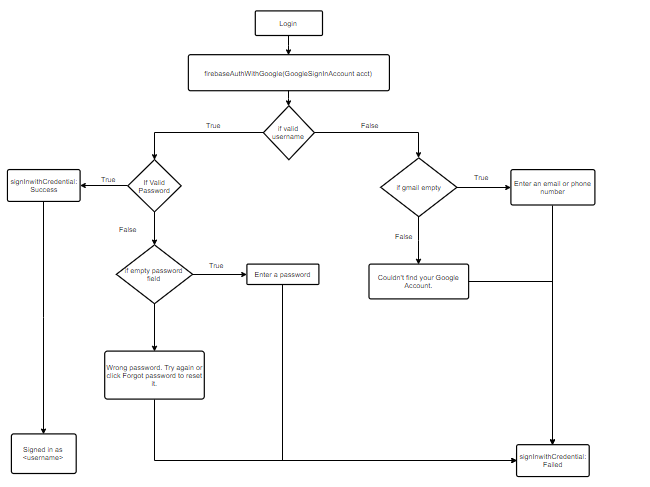 Login
firebaseAuthWithGoogle(GoogleSignInAccount acct)
if valid
username
True
False
If Valid
Password
True
signInwithCredential:
Success
if gmail empty
True
Enter an email or phone
number
False
False
If empty password
field
True
Enter a password
Couldn't find your Google
Account.
Wrong password. Try again or
click Forgot password to reset
it.
Signed in as
<username>
signInwithCredential:
Failed